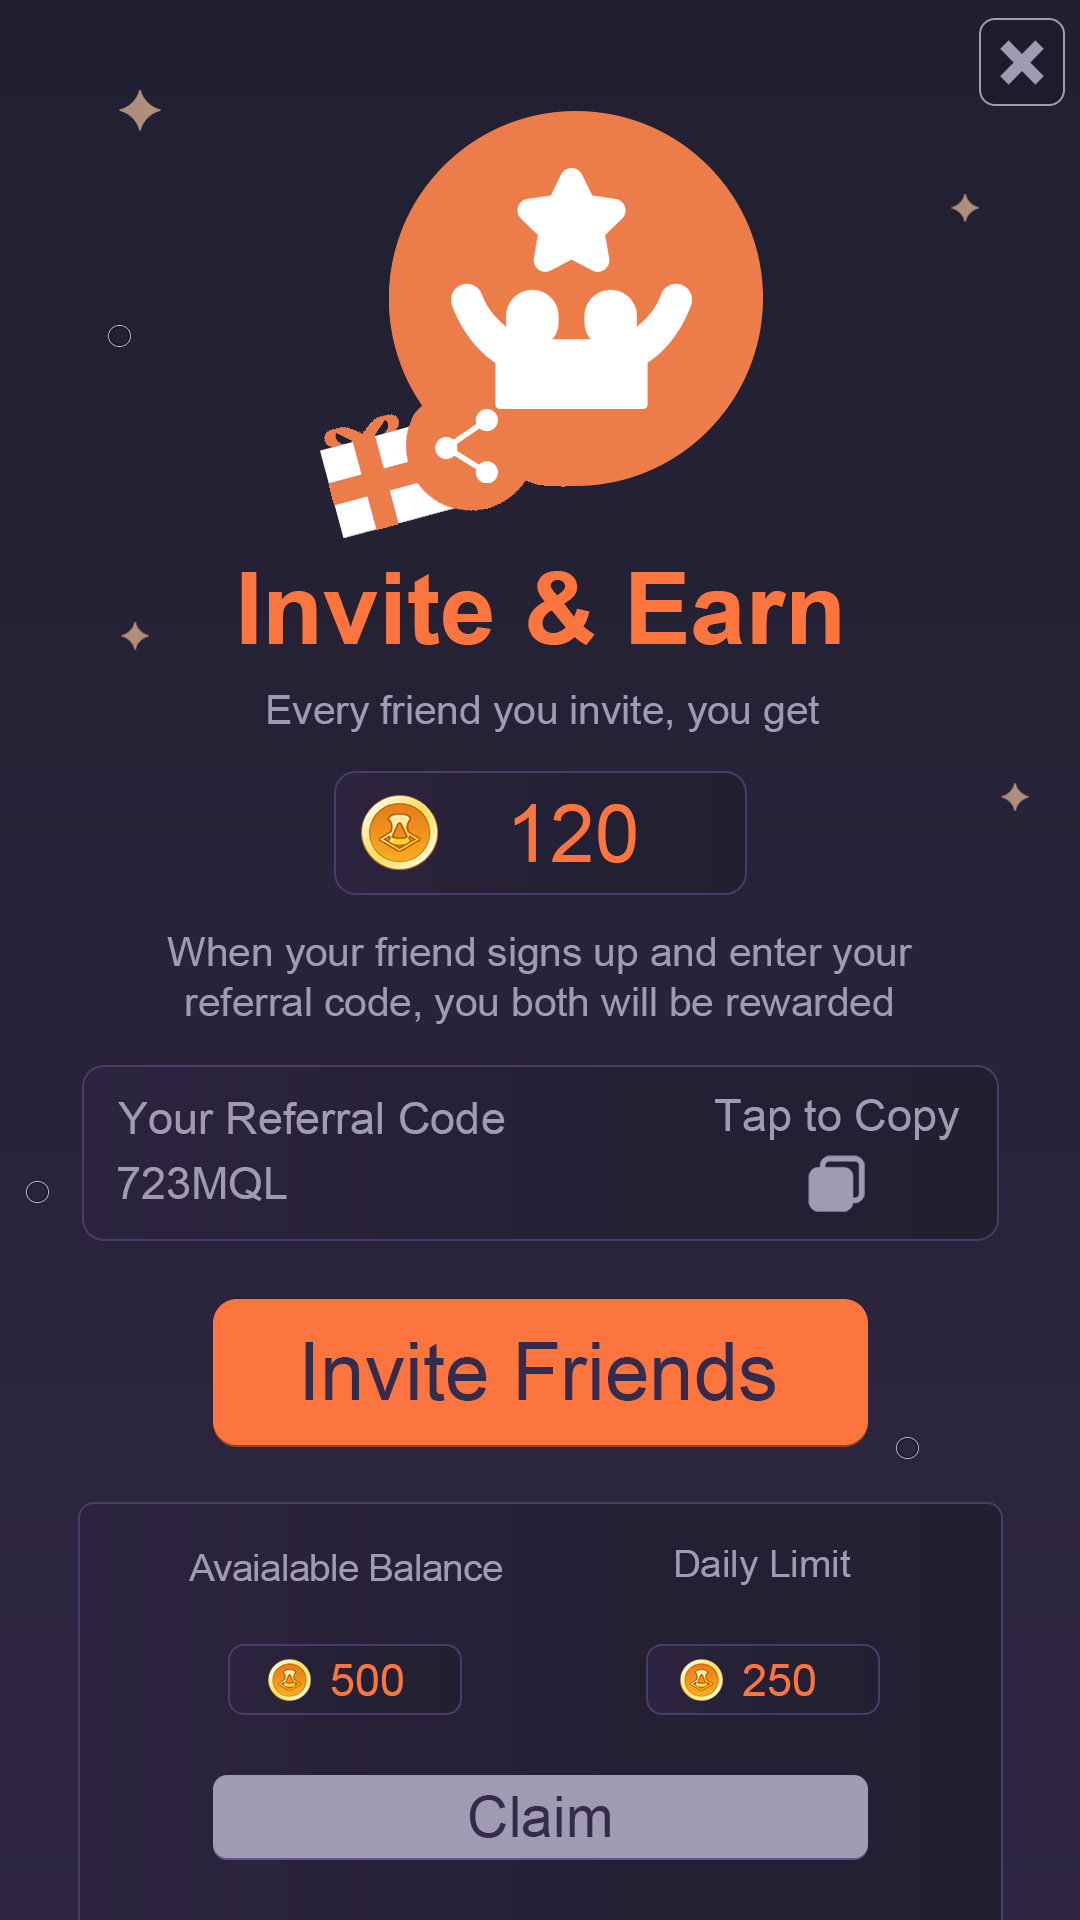 Invite & Earn
Every friend you invite, you get
120
When your friend signs up and enter your
referral code, you both will be rewarded
Your Referral Code
723MQL
Tap to Copy
Invite Friends
Avaialable Balance
500
Daily Limit
250
Claim